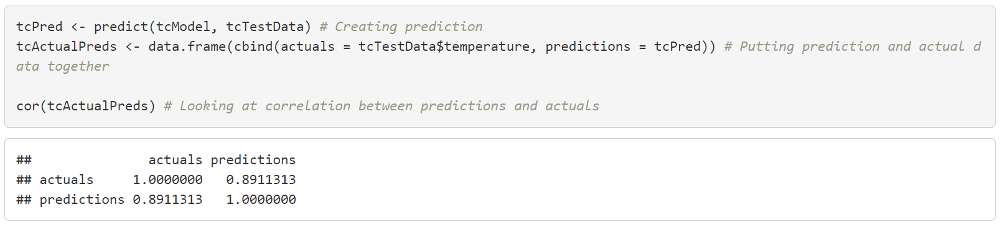 tcPred <- predict(tcModel, tcTestData) # Creating prediction
tcActualPreds <- data.frame(cbind(actuals = tcTestData$temperature, predictions = tcPred)) # Putting prediction and actual d
ata together
cor(tcActualPreds) # Looking at correlation between predictions and actuals
##               actuals predictions
## actuals     1.0000000   0.8911313
## predictions 0.8911313   1.0000000